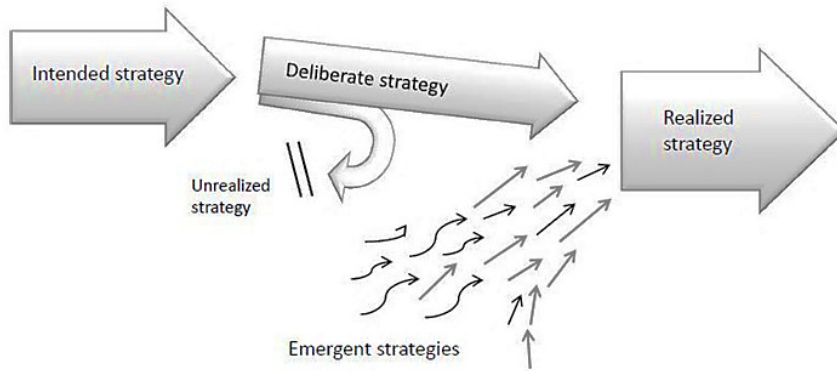 Intended strategy
Deliberate strategy
Realized
strategy
Unrealized
strategy
Emergent strategies